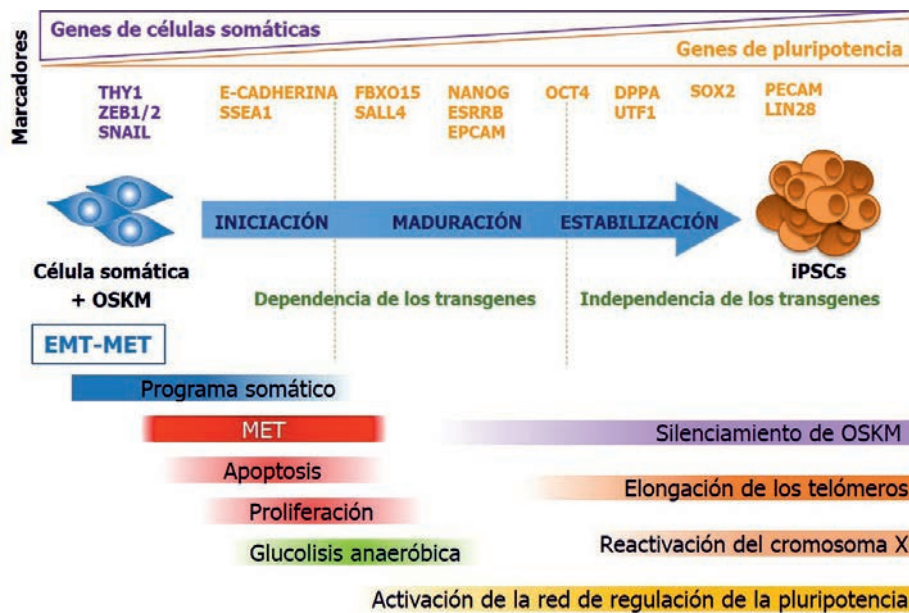 Marcadores
Genes de células somáticas
Genes de pluripotencia
THY1
ZEB1/2
SNAIL
E-CADHERINA
SSEA1
FBXO15
SALL4
NANOG
ESRRB
EPCAM
OCT4
DPPA
UTF1
SOX2
PECAM
LIN28
INICIACIÓN
MADURACIÓN
ESTABILIZACIÓN
Célula somática
+ OSKM
iPSCs
Dependencia de los transgenes
Independencia de los transgenes
EMT-MET
Programa somático
MET
Apoptosis
Proliferación
Glucolisis anaeróbica
Silenciamiento de OSKM
Elongación de los telómeros
Reactivación del cromosoma X
Activación de la red de regulación de la pluripotencia